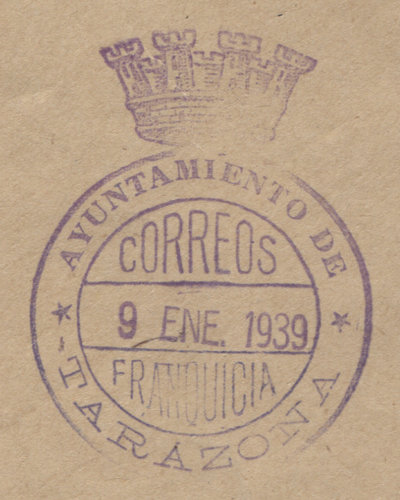 AYUNTAMIENTO DE
CORREOS
9 ENE. 1939
FRANQUICIA
TARAZONA